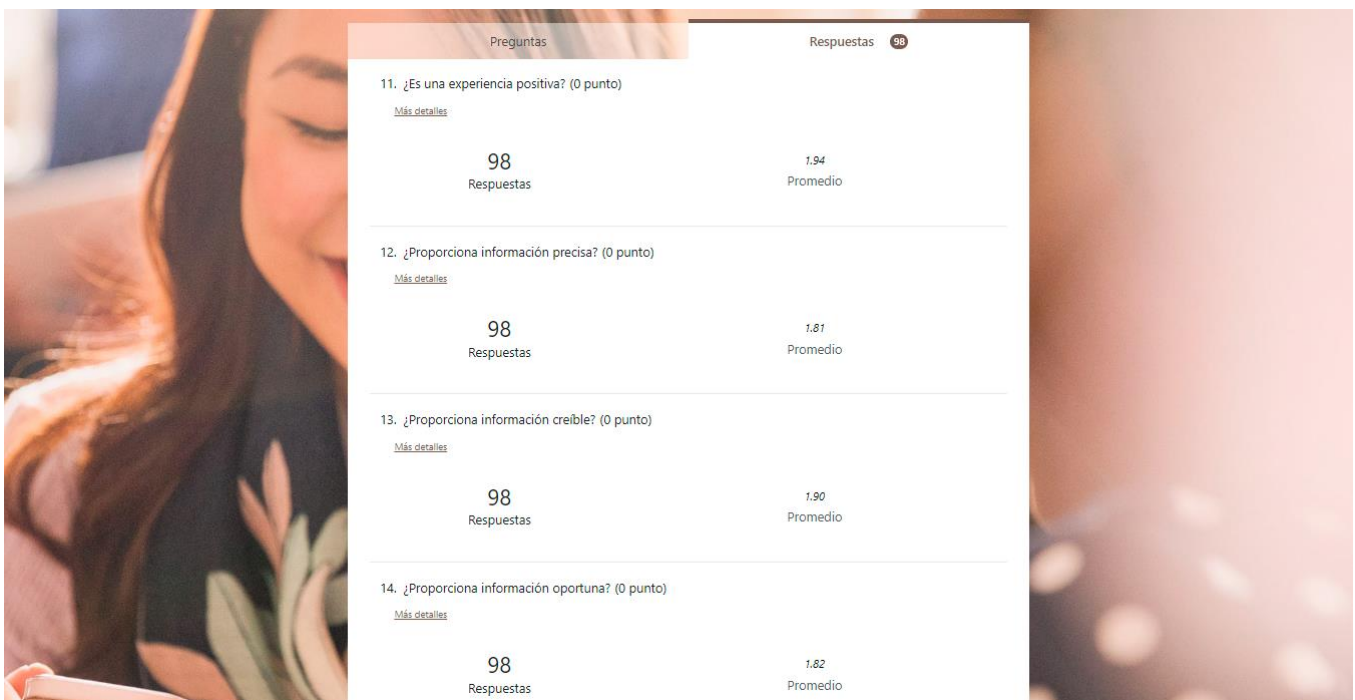 Preguntas
Respuestas 98
11. ¿Es una experiencia positiva? (0 punto)
Más detalles
98
Respuestas
1.94
Promedio
12. ¿Proporciona información precisa? (0 punto)
Más detalles
98
Respuestas
1.81
Promedio
13. ¿Proporciona información creíble? (0 punto)
Más detalles
98
Respuestas
1.90
Promedio
14. ¿Proporciona información oportuna? (0 punto)
Más detalles
98
Respuestas
1.82
Promedio